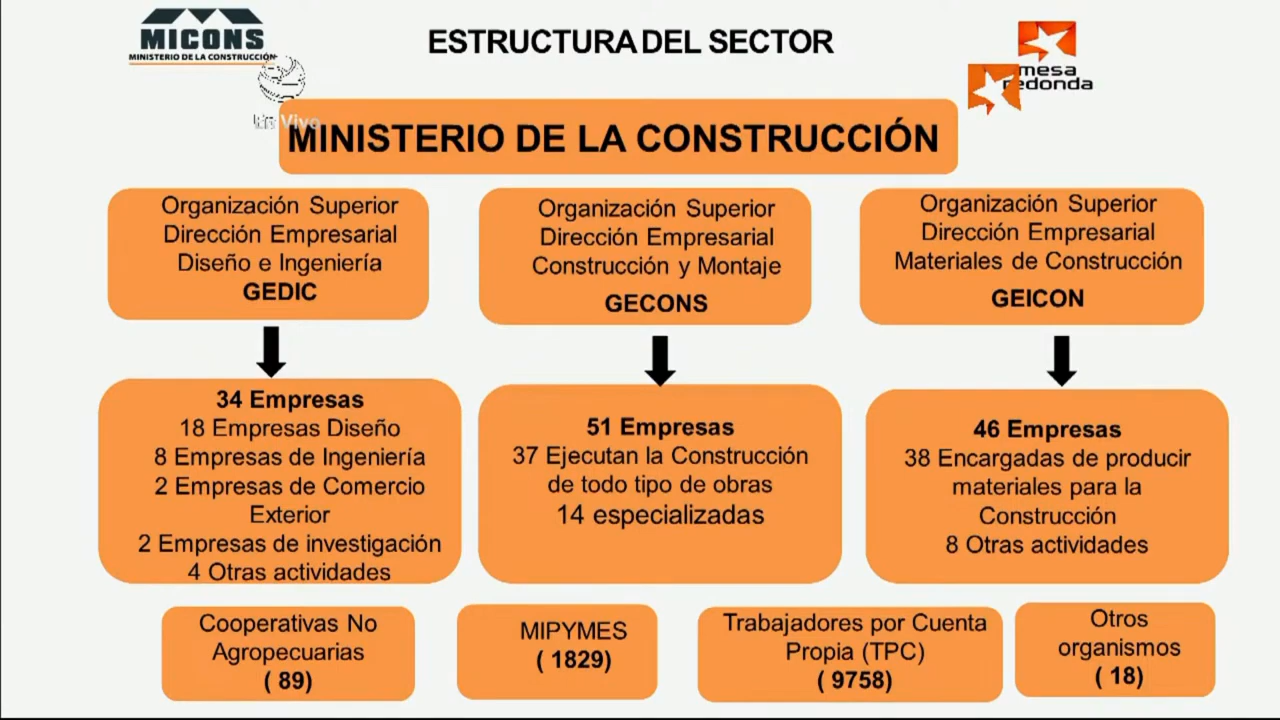 MICONS
MINISTERIO DE LA CONSTRUCCIÓN
ESTRUCTURA DEL SECTOR
mesa
redonda
Vivo
MINISTERIO DE LA CONSTRUCCIÓN
Organización Superior
Dirección Empresarial
Diseño e Ingeniería
GEDIC
Organización Superior
Dirección Empresarial
Construcción y Montaje
GECONS
Organización Superior
Dirección Empresarial
Materiales de Construcción
GEICON
34 Empresas
18 Empresas Diseño
8 Empresas de Ingeniería
2 Empresas de Comercio
Exterior
2 Empresas de investigación
4 Otras actividades
51 Empresas
37 Ejecutan la Construcción
de todo tipo de obras
14 especializadas
46 Empresas
38 Encargadas de producir
materiales para la
Construcción
8 Otras actividades
Cooperativas No
Agropecuarias
( 89)
MIPYMES
( 1829)
Trabajadores por Cuenta
Propia (TPC)
( 9758)
Otros
organismos
( 18)